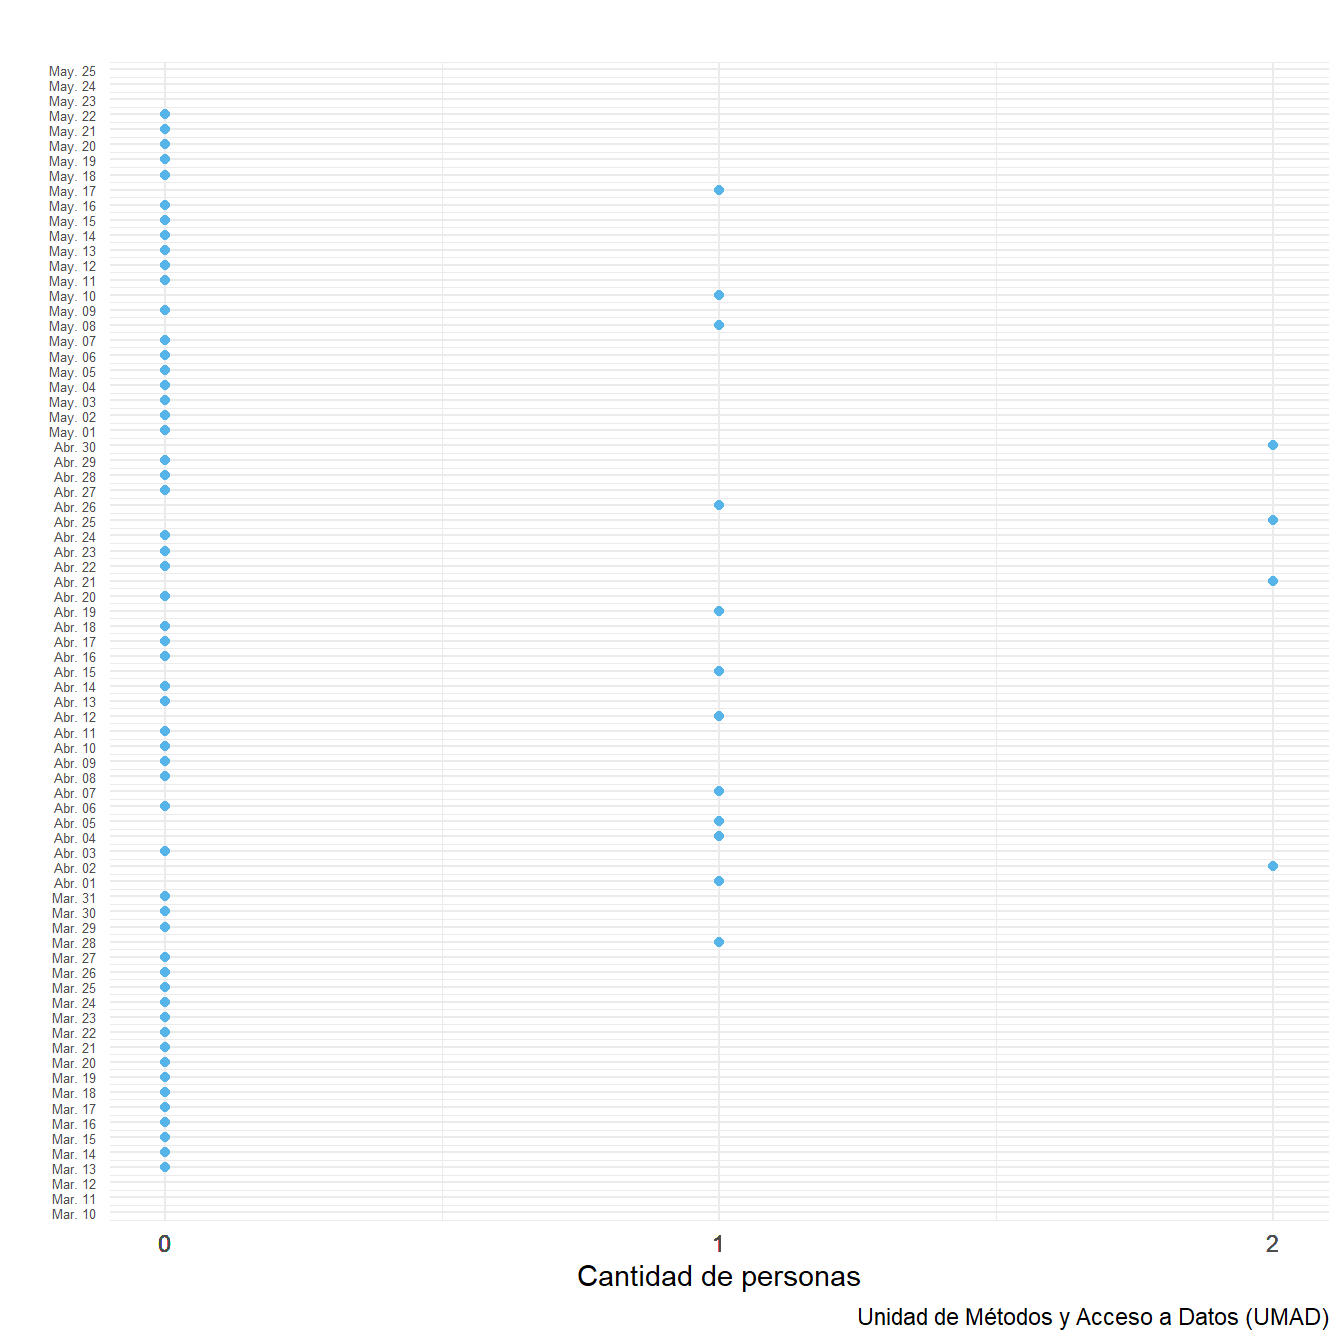 May. 25
May. 24
May. 23
May. 22
May. 21
May. 20
May. 19
May. 18
May. 17
May. 16
May. 15
May. 14
May. 13
May. 12
May. 11
May. 10
May. 09
May. 08
May. 07
May. 06
May. 05
May. 04
May. 03
May. 02
May. 01
Abr. 30
Abr. 29
Abr. 28
Abr. 27
Abr. 26
Abr. 25
Abr. 24
Abr. 23
Abr. 22
Abr. 21
Abr. 20
Abr. 19
Abr. 18
Abr. 17
Abr. 16
Abr. 15
Abr. 14
Abr. 13
Abr. 12
Abr. 11
Abr. 10
Abr. 09
Abr. 08
Abr. 07
Abr. 06
Abr. 05
Abr. 04
Abr. 03
Abr. 02
Abr. 01
Mar. 31
Mar. 30
Mar. 29
Mar. 28
Mar. 27
Mar. 26
Mar. 25
Mar. 24
Mar. 23
Mar. 22
Mar. 21
Mar. 20
Mar. 19
Mar. 18
Mar. 17
Mar. 16
Mar. 15
Mar. 14
Mar. 13
Mar. 12
Mar. 11
Mar. 10
0 1 2
Cantidad de personas
Unidad de Métodos y Acceso a Datos (UMAD)